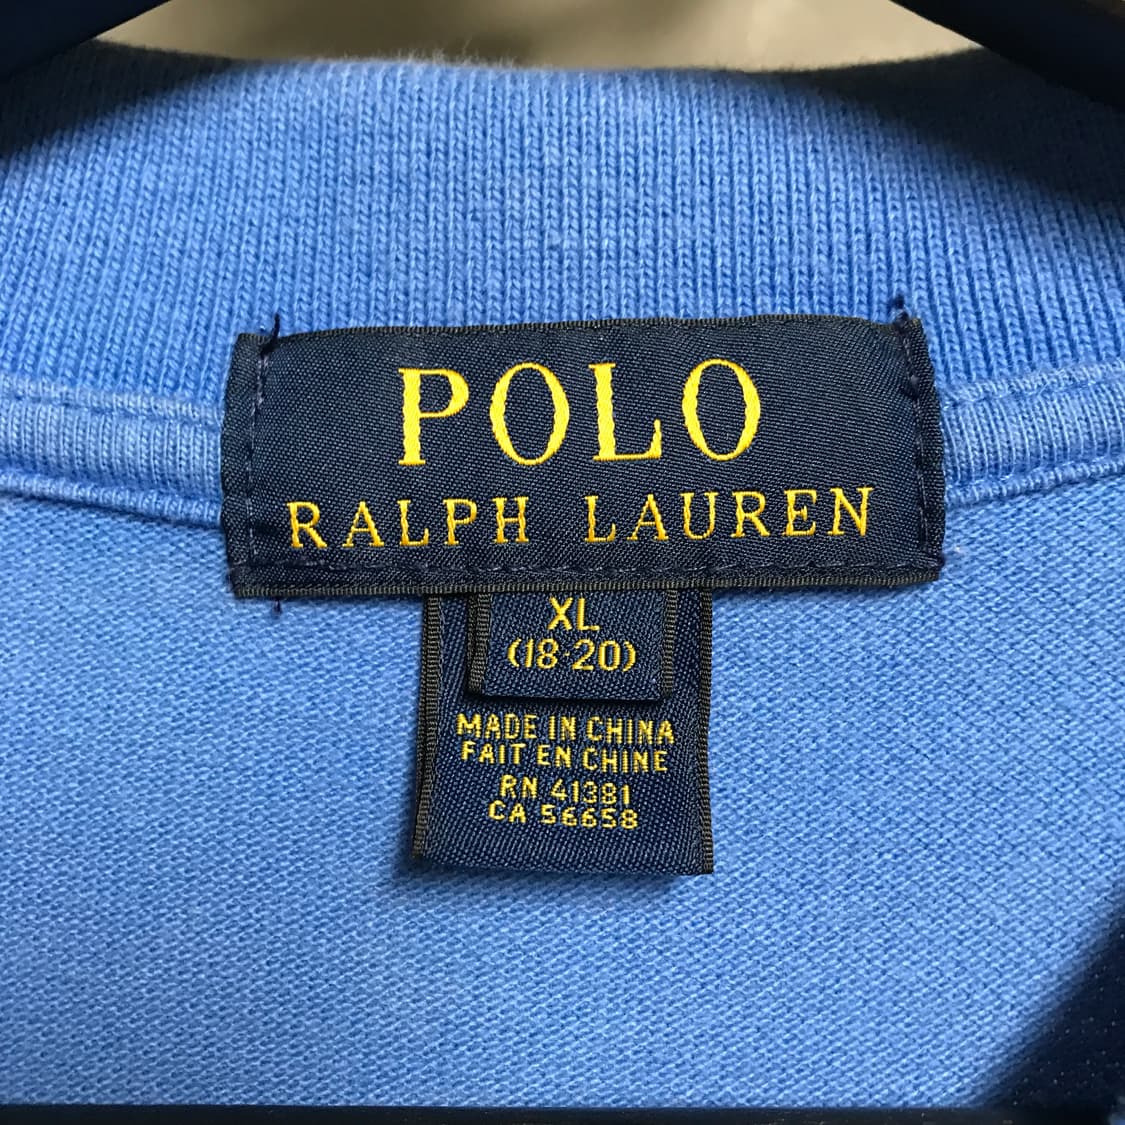 POLO
RALPH LAUREN
XL
(18-20)
MADE IN CHINA
FAIT EN CHINE
RN 41381
CA 56658